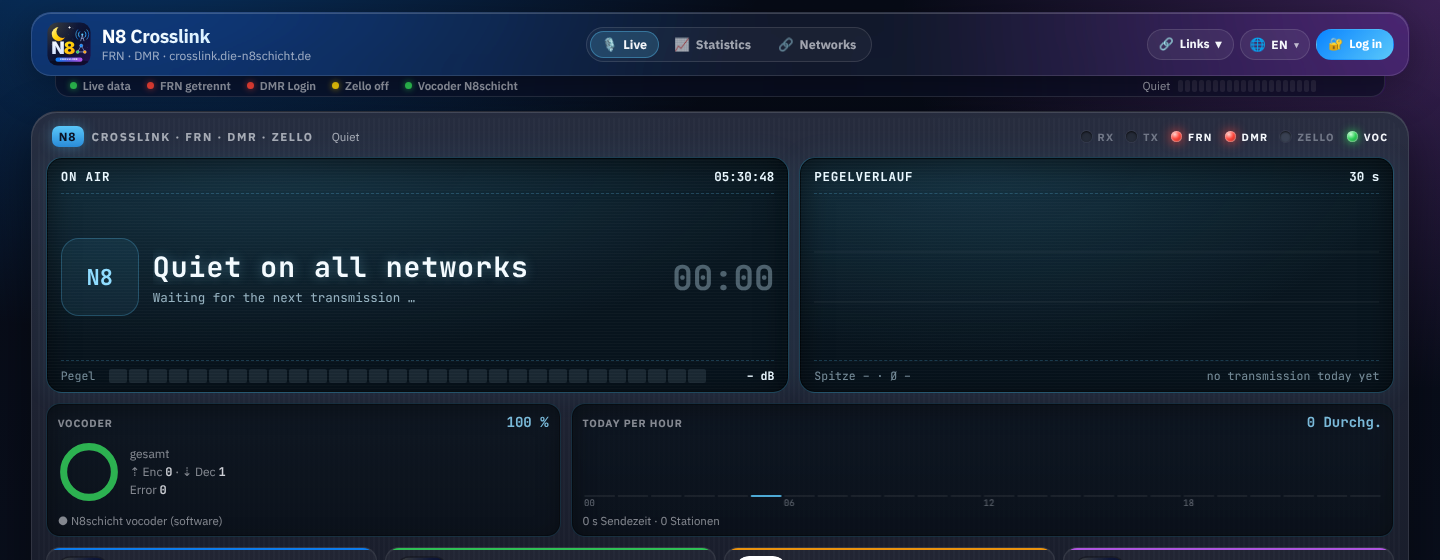 N8 Crosslink
FRN · DMR · crosslink.die-n8schicht.de
🎙️ Live
📈 Statistics
🔗 Networks
🔗 Links ▾
🌐 EN ▾
🔐 Log in
Live data
FRN getrennt
DMR Login
Zello off
Vocoder N8schicht
Quiet
N8 CROSSLINK · FRN · DMR · ZELLO Quiet
RX TX FRN DMR ZELLO VOC
ON AIR 05:30:48
N8
Quiet on all networks
Waiting for the next transmission …
00:00
Pegel – dB
PEGELVERLAUF 30 s
Spitze – · Ø – no transmission today yet
VOCODER 100 %
gesamt
↑ Enc 0 · ↓ Dec 1
Error 0
N8schicht vocoder (software)
TODAY PER HOUR 0 Durchg.
00 06 12 18
0 s Sendezeit · 0 Stationen